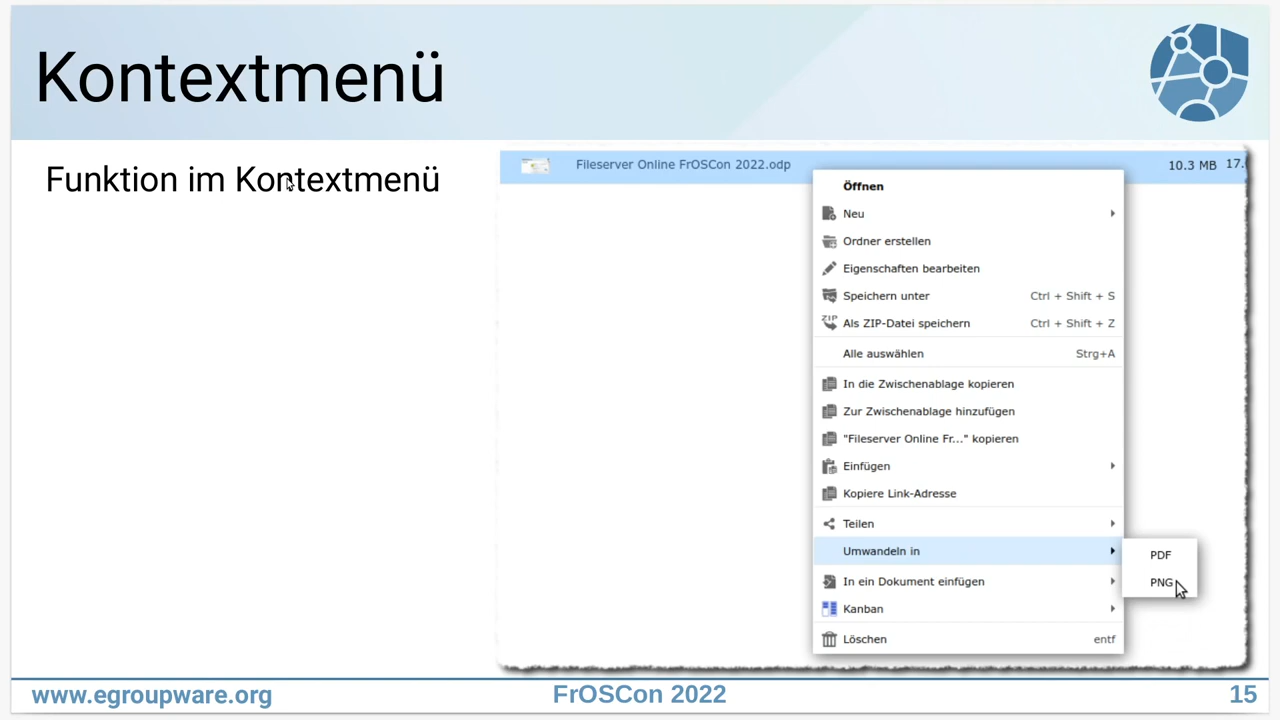 Kontextmenü
Funktion im Kontextmenü
Fileserver Online FrOSCon 2022.odp 10.3 MB 17.
Öffnen
Neu
Ordner erstellen
Eigenschaften bearbeiten
Speichern unter Ctrl + Shift + S
ZIP Als ZIP-Datei speichern Ctrl + Shift + Z
Alle auswählen Strg+A
In die Zwischenablage kopieren
Zur Zwischenablage hinzufügen
"Fileserver Online Fr..." kopieren
Einfügen
Kopiere Link-Adresse
Teilen
Umwandeln in
PDF
PNG
In ein Dokument einfügen
Kanban
Löschen entf
www.egroupware.org FrOSCon 2022 15